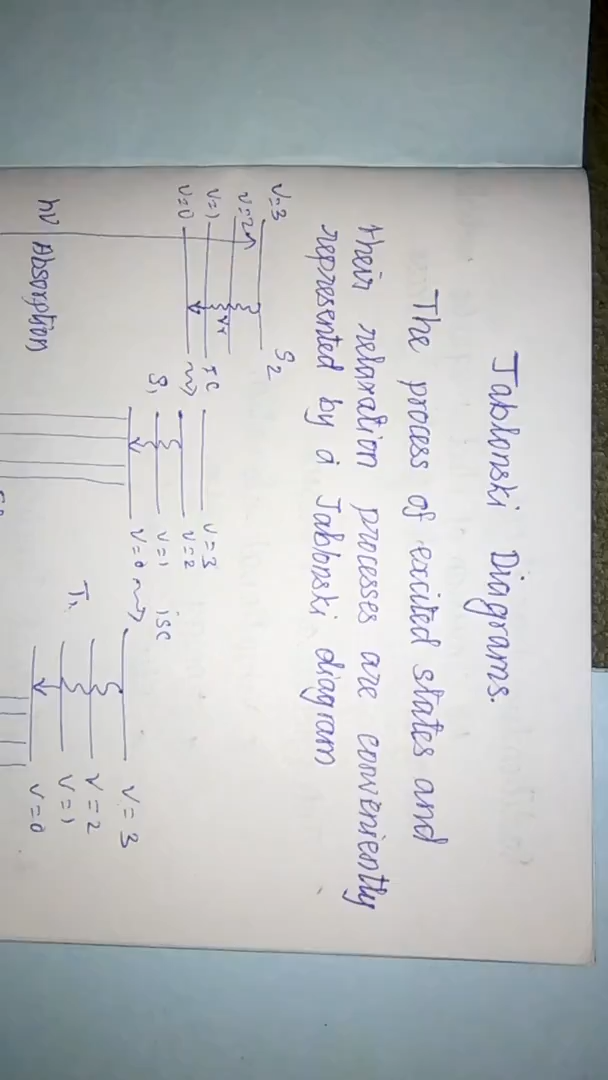 Jablonski Diagrams.
The process of excited states and
their relaxation processes are conveniently
represented by a Jablonski diagram
v=3
v=2
v=1
v=0
S2
vr
IC
S1
v=3
v=2
v=1
v=0
isc
T1
v=3
v=2
v=1
v=0
hν Absorption